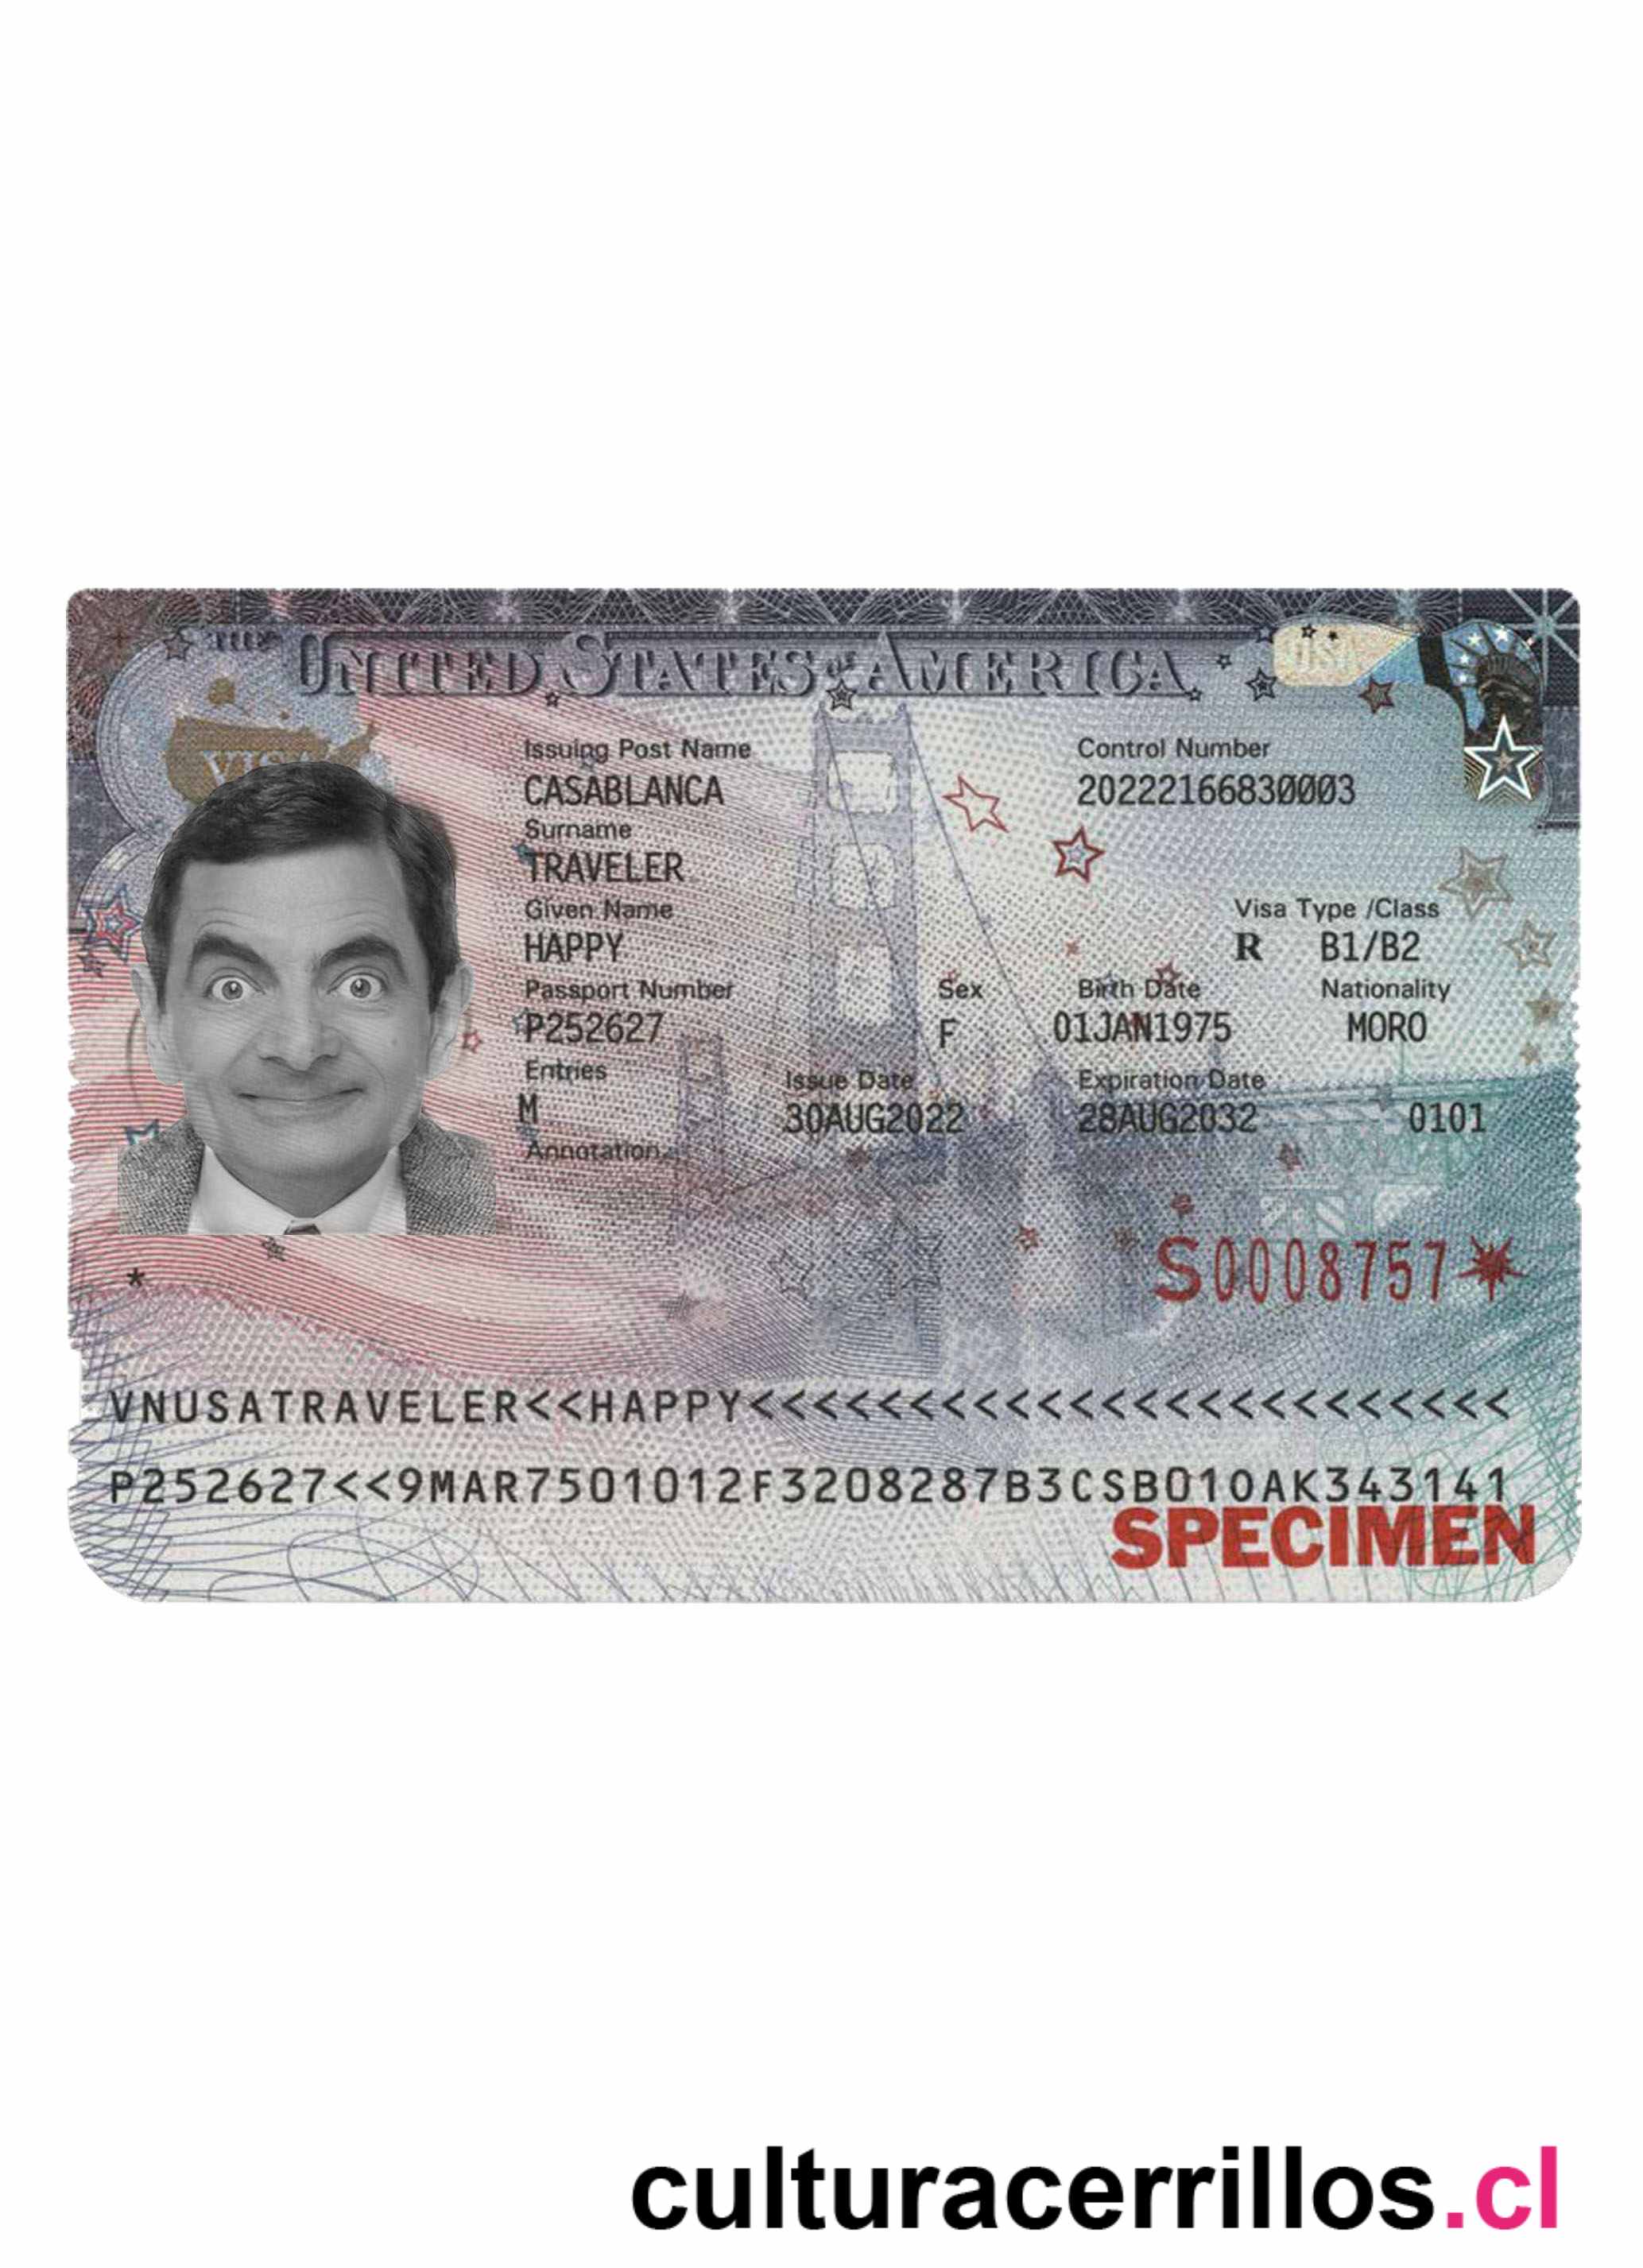 THE UNITED STATES OF AMERICA
USA
VISA
Issuing Post Name Control Number
CASABLANCA 20222166830003
Surname
TRAVELER
Given Name Visa Type /Class
HAPPY R B1/B2
Passport Number Sex Birth Date Nationality
P252627 F 01JAN1975 MORO
Entries Issue Date Expiration Date
M 30AUG2022 28AUG2032 0101
Annotation
S0008757*
*
VNUSATRAVELER<<HAPPY<<<<<<<<<<<<<<<<<<<<<<<<
P252627<<9MAR7501012F3208287B3CSB010AK343141
SPECIMEN
culturacerrillos.cl